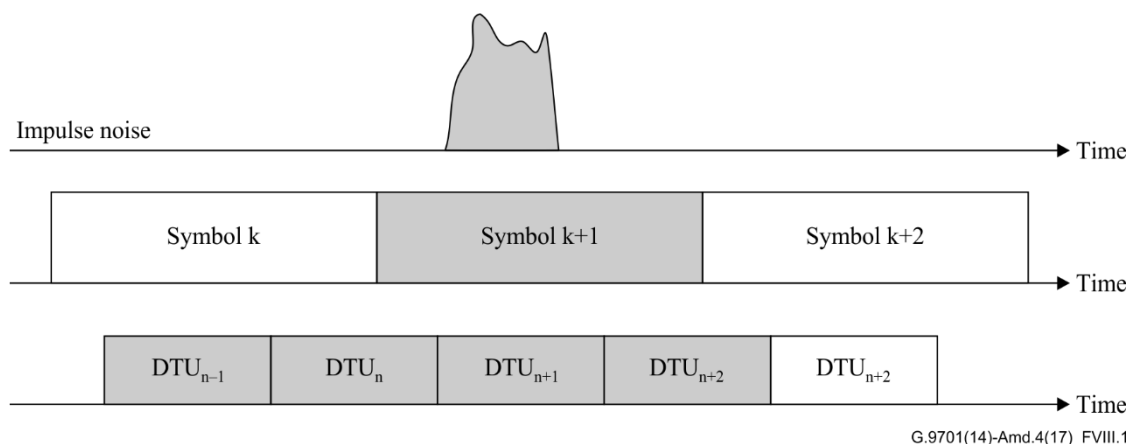 Impulse noise
Time
Symbol k
Symbol k+1
Symbol k+2
Time
DTUn–1
DTUn
DTUn+1
DTUn+2
DTUn+2
Time
G.9701(14)-Amd.4(17)_FVIII.1